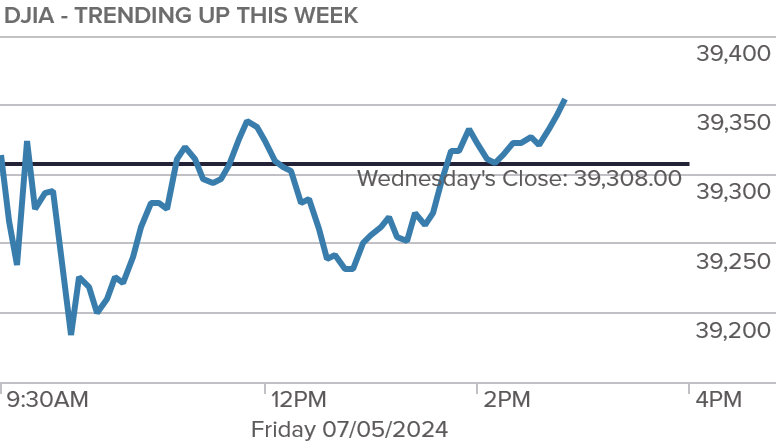 DJIA - TRENDING UP THIS WEEK
39,400
39,350
Wednesday's Close: 39,308.00
39,300
39,250
39,200
9:30AM 12PM 2PM 4PM
Friday 07/05/2024